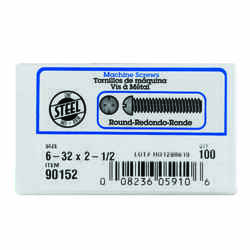 STEEL
Machine Screws
Tornillos de máquina
Vis à Métal
Round-Redondo-Ronde
SIZE
6-32 x 2-1/2
QTY
100
ITEM
90152
0 08236 05910 6